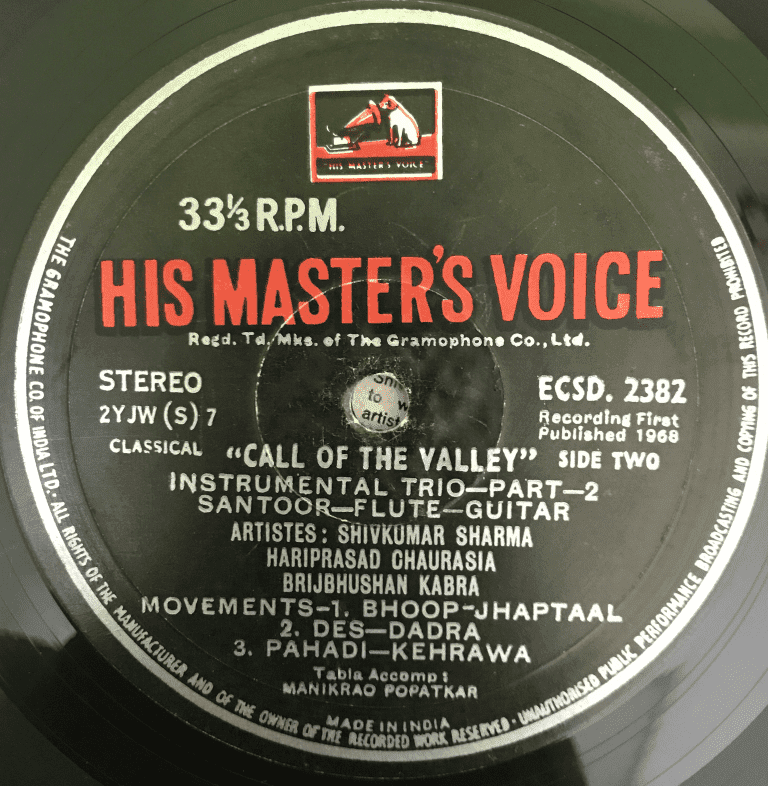 "HIS MASTER'S VOICE"
33⅓ R.P.M.
HIS MASTER'S VOICE
Regd. Td. Mks. of The Gramophone Co., Ltd.
STEREO
2YJW (S) 7
CLASSICAL
ECSD. 2382
Recording First
Published 1968
SIDE TWO
to
artist
"CALL OF THE VALLEY"
INSTRUMENTAL TRIO—PART—2
SANTOOR—FLUTE—GUITAR
ARTISTES : SHIVKUMAR SHARMA
HARIPRASAD CHAURASIA
BRIJBHUSHAN KABRA
MOVEMENTS-1. BHOOP-JHAPTAAL
2. DES—DADRA
3. PAHADI—KEHRAWA
Tabla Accomp :
MANIKRAO POPATKAR
MADE IN INDIA
THE GRAMOPHONE CO. OF INDIA LTD. · ALL RIGHTS OF THE MANUFACTURER AND OF THE OWNER OF THE RECORDED WORK RESERVED · UNAUTHORISED PUBLIC PERFORMANCE BROADCASTING AND COPYING OF THIS RECORD PROHIBITED